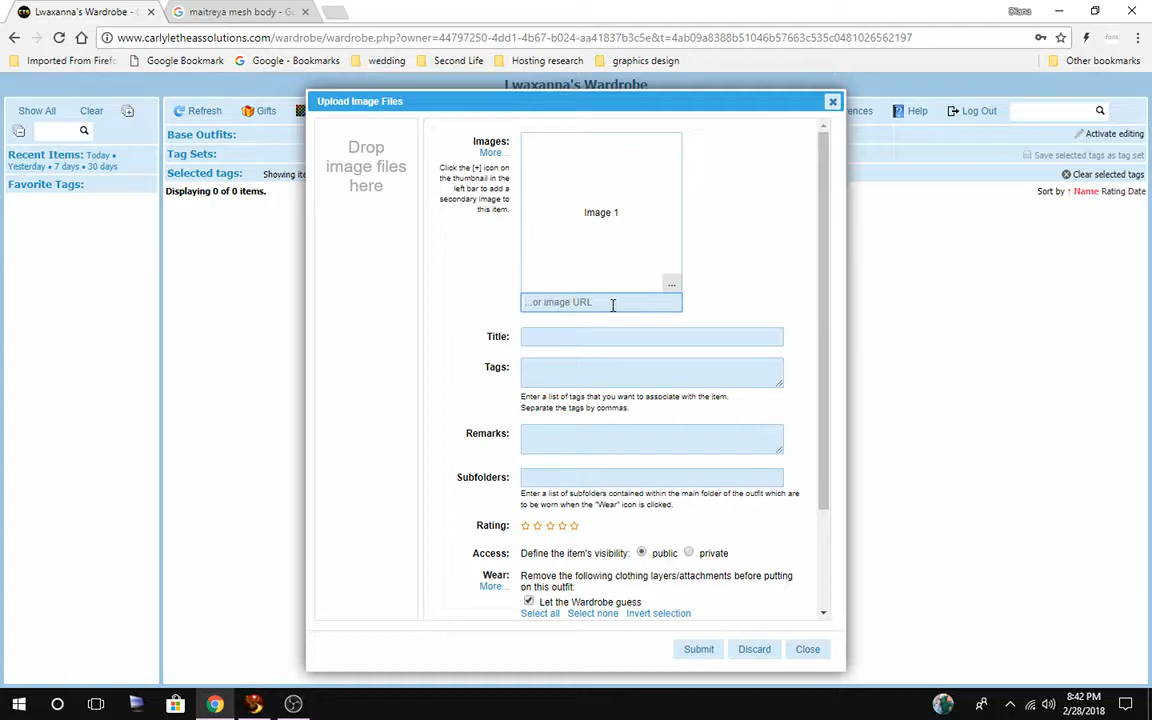 Lwaxanna's Wardrobe -
maitreya mesh body - Go
Diana
www.carlyletheassolutions.com/wardrobe/wardrobe.php?owner=44797250-4dd1-4b67-b024-aa41837b3c5e&t=4ab09a8388b51046b57663c535c0481026562197
Imported From Firef
Google Bookmark
Google - Bookmarks
wedding
Second Life
Hosting research
graphics design
Other bookmarks
Lwaxanna's Wardrobe
Show All
Clear
Refresh
Gifts
Help
Log Out
Recent Items: Today •
Yesterday • 7 days • 30 days
Favorite Tags:
Base Outfits:
Activate editing
Tag Sets:
Save selected tags as tag set
Selected tags:
Clear selected tags
Displaying 0 of 0 items.
Sort by ↑ Name Rating Date
Upload Image Files
Drop
image files
here
Images:
More...
Click the [+] icon on
the thumbnail in the
left bar to add a
secondary image to
this item.
Image 1
...
...or image URL
Title:
Tags:
Enter a list of tags that you want to associate with the item.
Separate the tags by commas.
Remarks:
Subfolders:
Enter a list of subfolders contained within the main folder of the outfit which are
to be worn when the "Wear" icon is clicked.
Rating:
Access: Define the item's visibility: public private
Wear: Remove the following clothing layers/attachments before putting
More... on this outfit:
Let the Wardrobe guess
Select all Select none Invert selection
Submit
Discard
Close
8:42 PM
2/28/2018